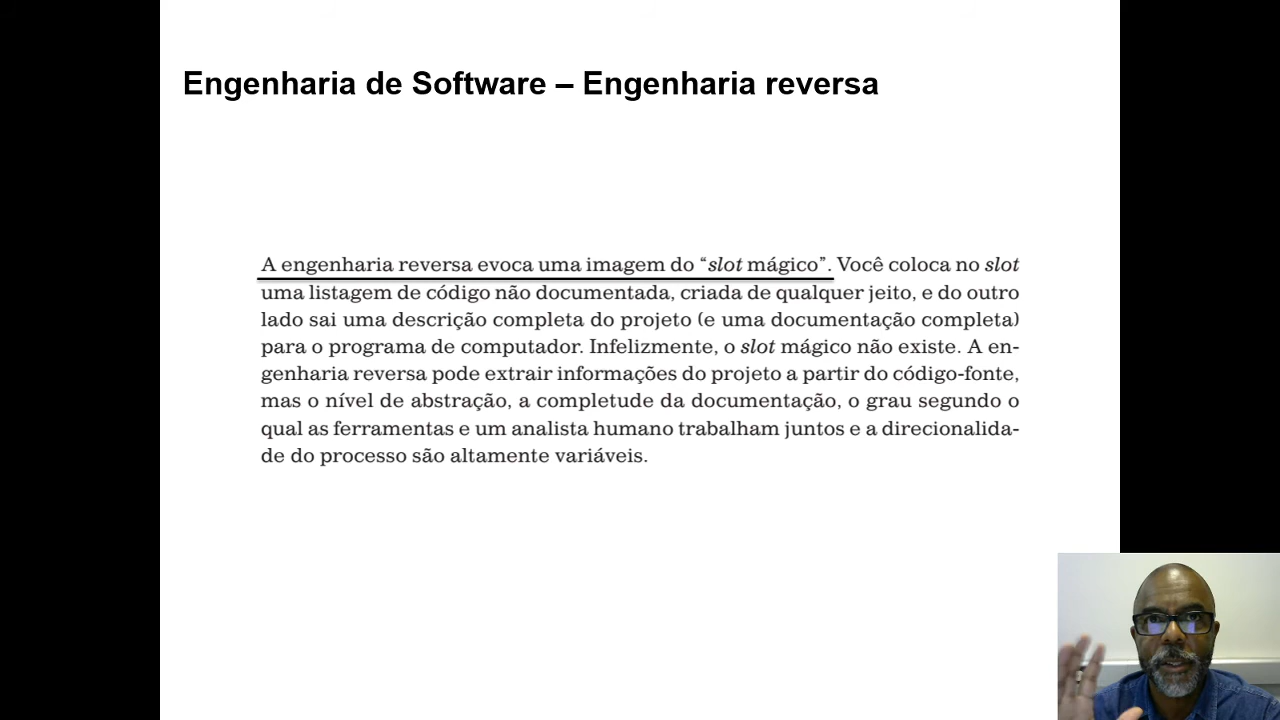 Engenharia de Software – Engenharia reversa
A engenharia reversa evoca uma imagem do “slot mágico”. Você coloca no slot
uma listagem de código não documentada, criada de qualquer jeito, e do outro
lado sai uma descrição completa do projeto (e uma documentação completa)
para o programa de computador. Infelizmente, o slot mágico não existe. A en-
genharia reversa pode extrair informações do projeto a partir do código-fonte,
mas o nível de abstração, a completude da documentação, o grau segundo o
qual as ferramentas e um analista humano trabalham juntos e a direcionalida-
de do processo são altamente variáveis.